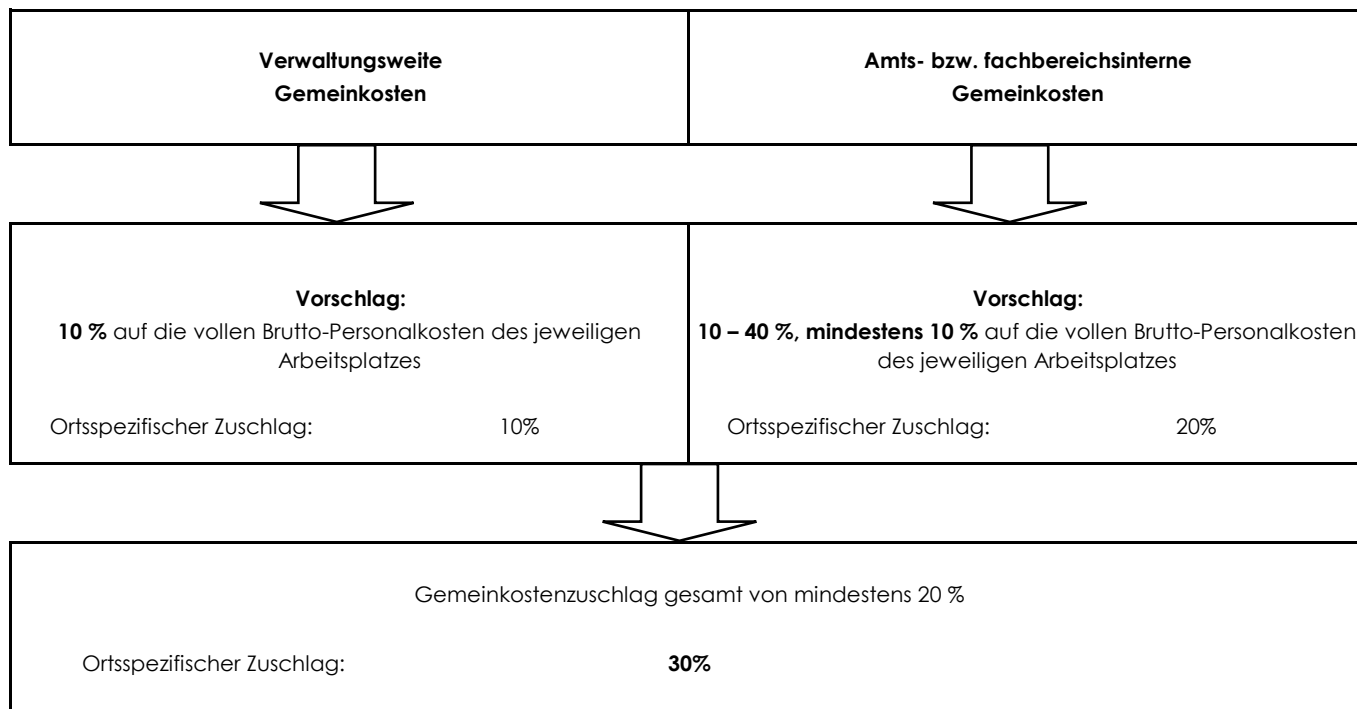 Verwaltungsweite
Gemeinkosten
Amts- bzw. fachbereichsinterne
Gemeinkosten
Vorschlag:
10 % auf die vollen Brutto-Personalkosten des jeweiligen
Arbeitsplatzes
Ortsspezifischer Zuschlag: 10%
Vorschlag:
10 – 40 %, mindestens 10 % auf die vollen Brutto-Personalkosten
des jeweiligen Arbeitsplatzes
Ortsspezifischer Zuschlag: 20%
Gemeinkostenzuschlag gesamt von mindestens 20 %
Ortsspezifischer Zuschlag: 30%